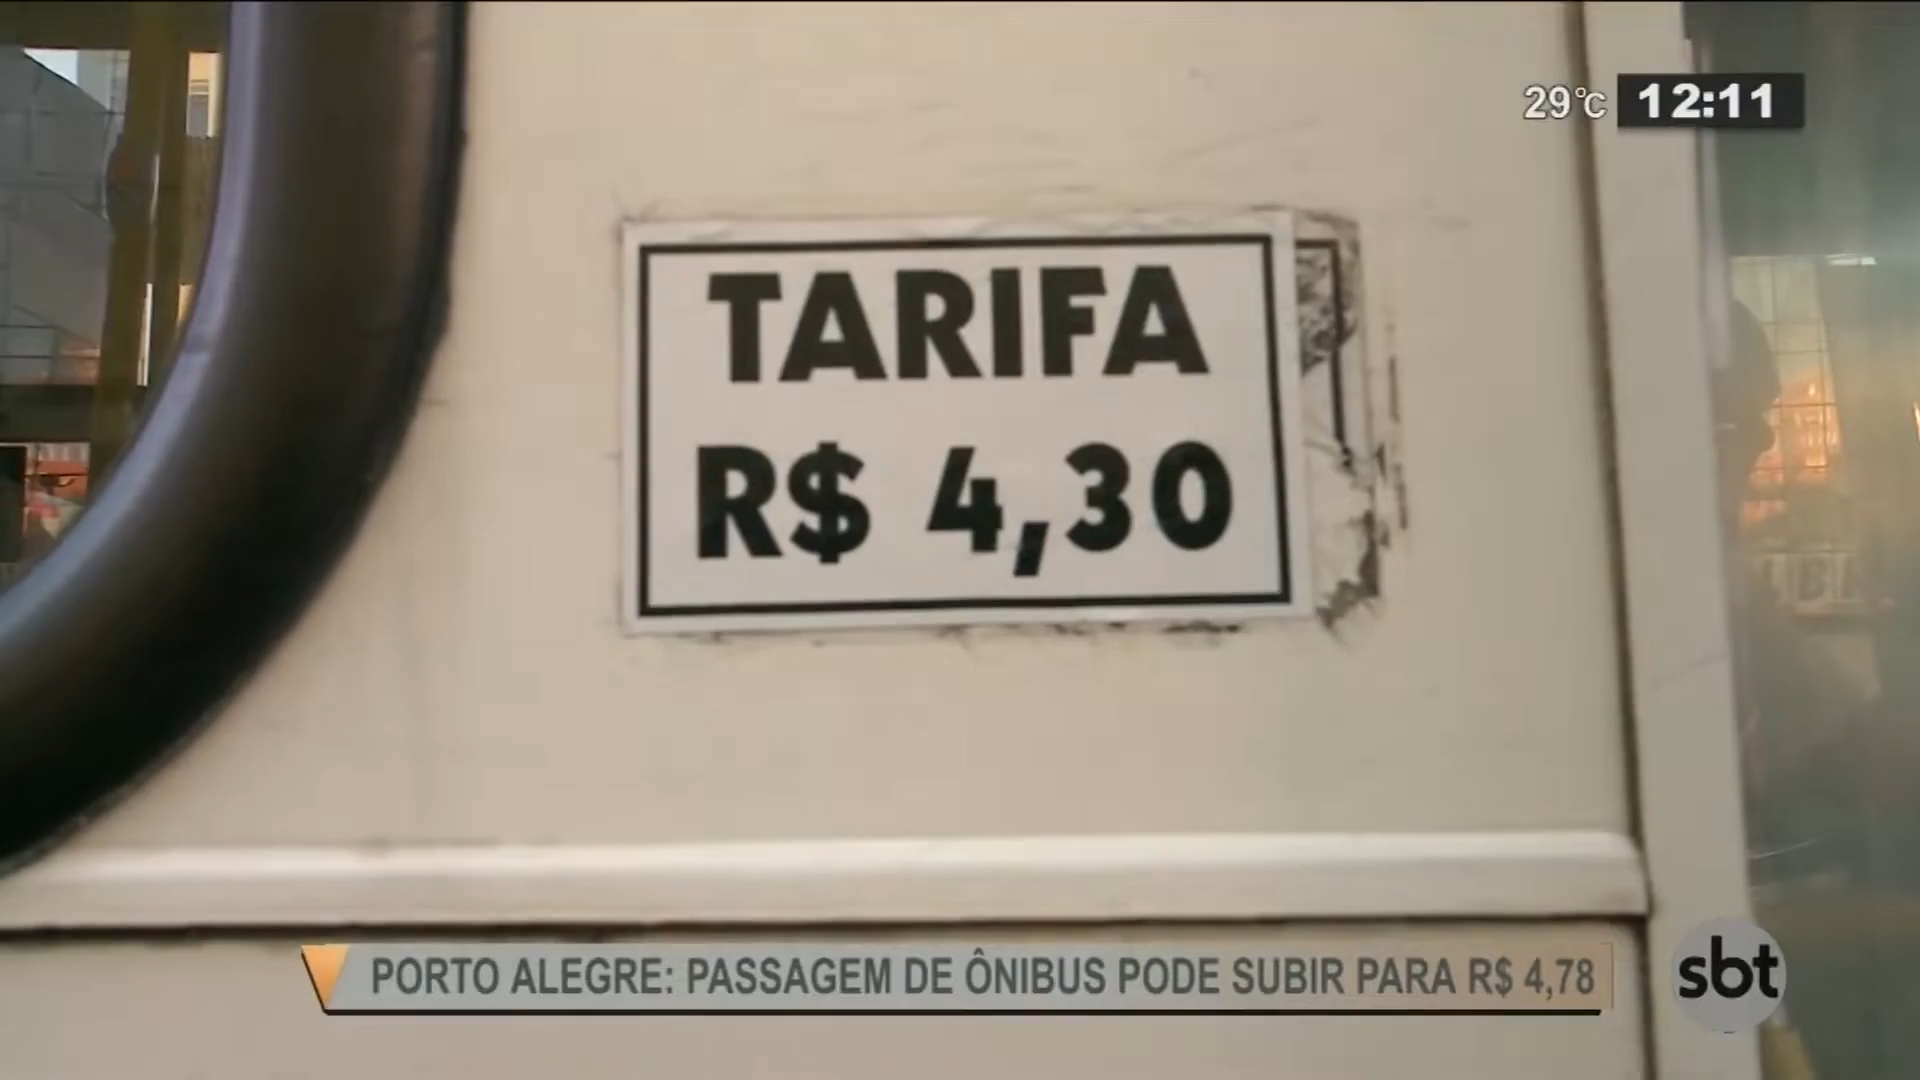 29°C 12:11
TARIFA
R$ 4,30
PORTO ALEGRE: PASSAGEM DE ÔNIBUS PODE SUBIR PARA R$ 4,78
sbt